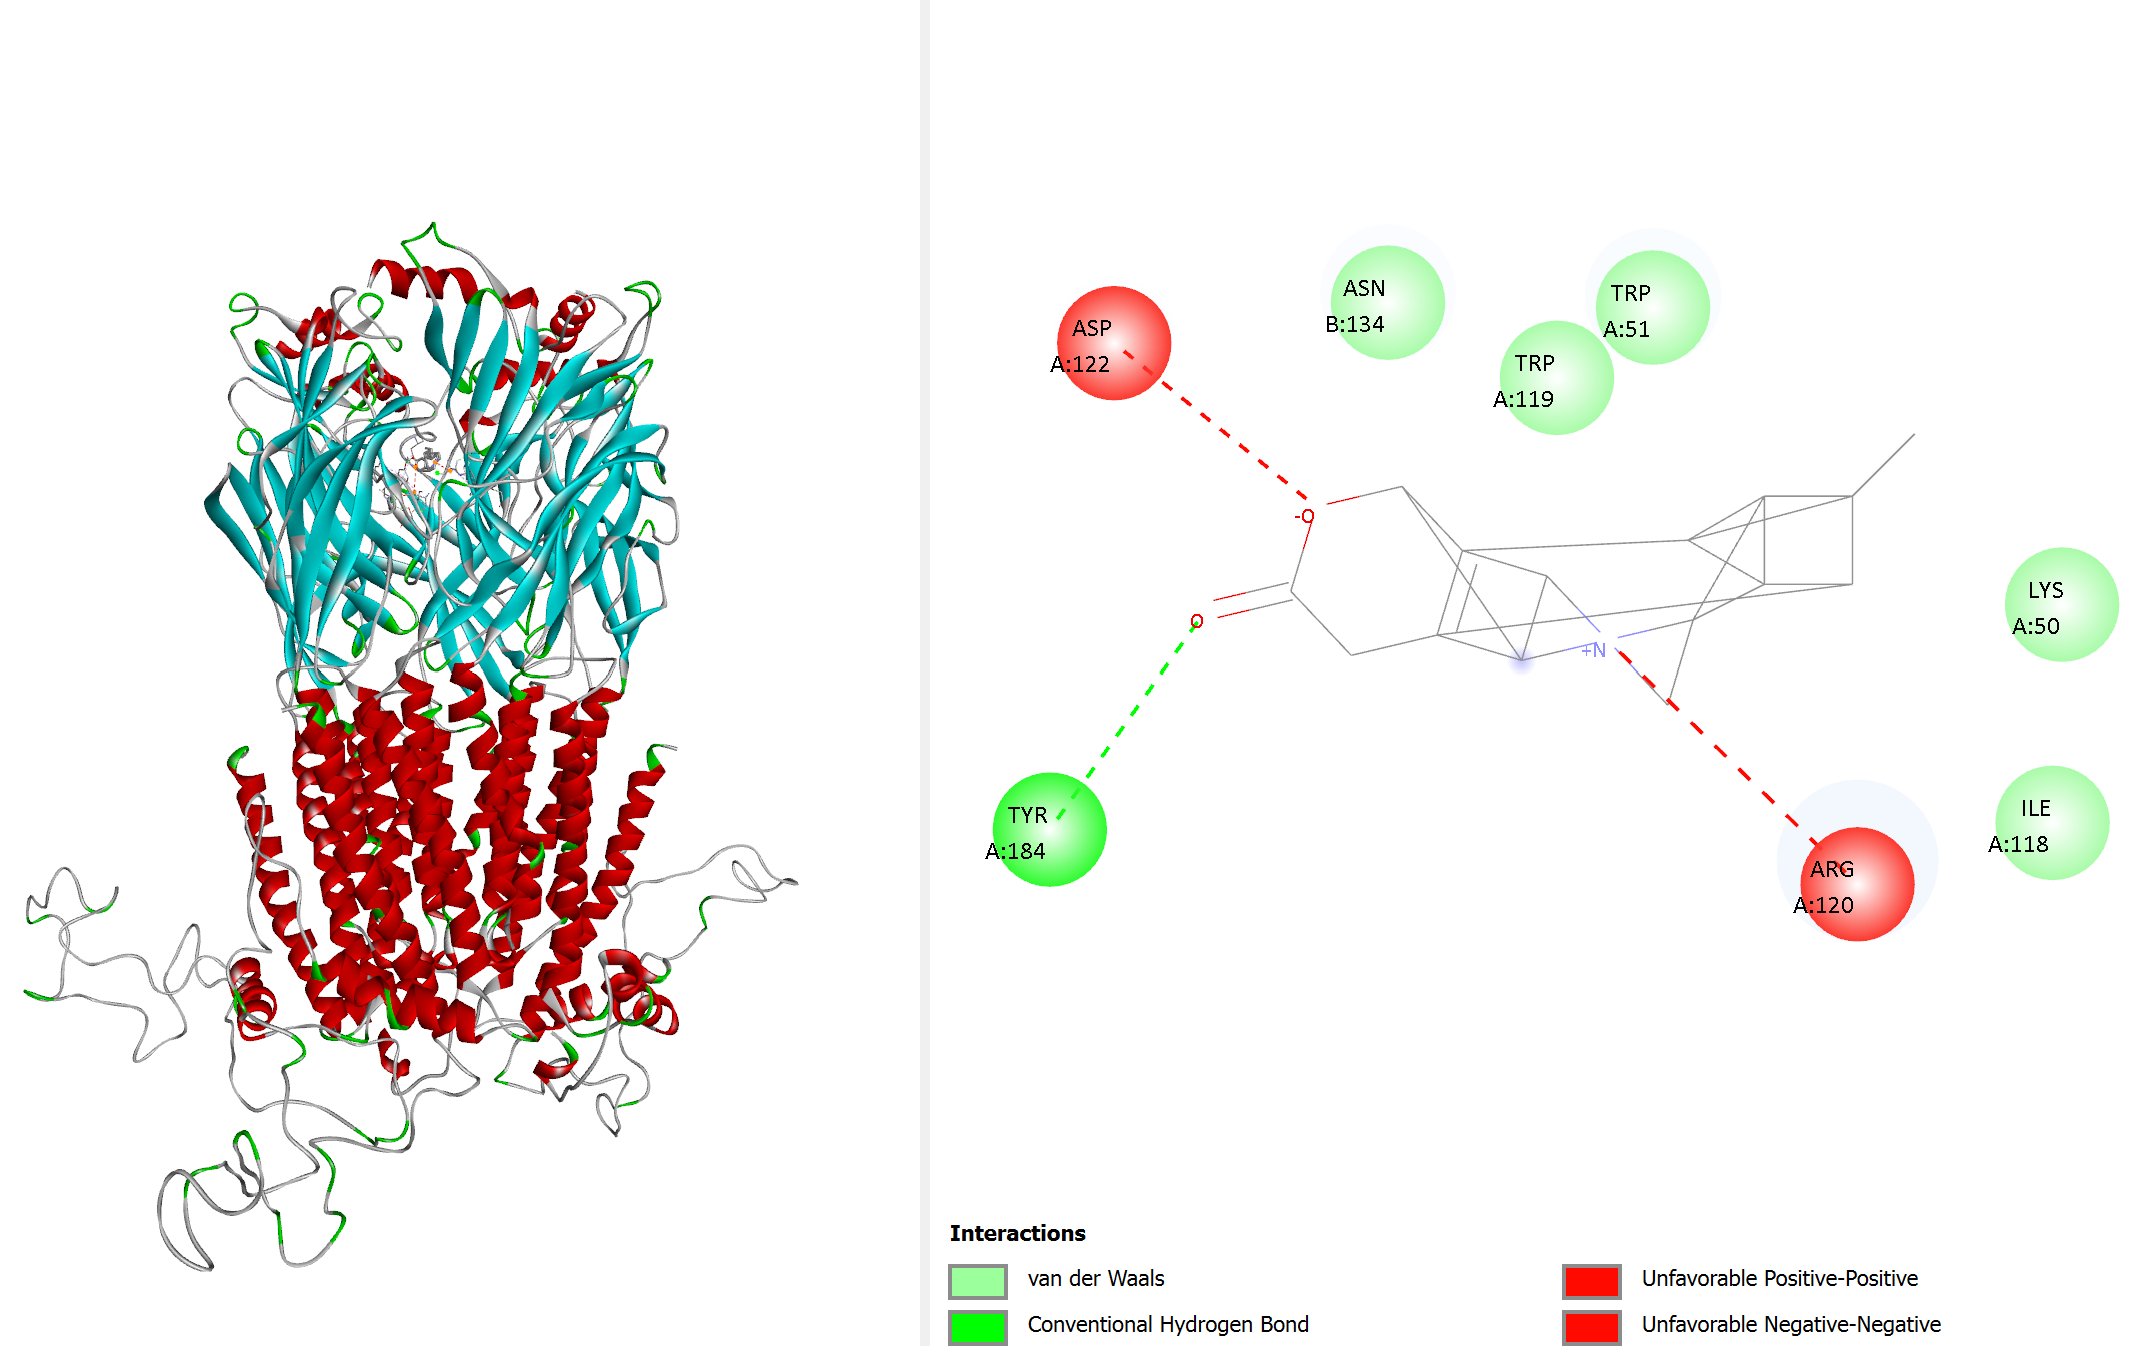 ASN
B:134
TRP
A:51
ASP
A:122
TRP
A:119
-O
LYS
A:50
O
+N
TYR
A:184
ILE
A:118
ARG
A:120
Interactions
van der Waals
Conventional Hydrogen Bond
Unfavorable Positive-Positive
Unfavorable Negative-Negative